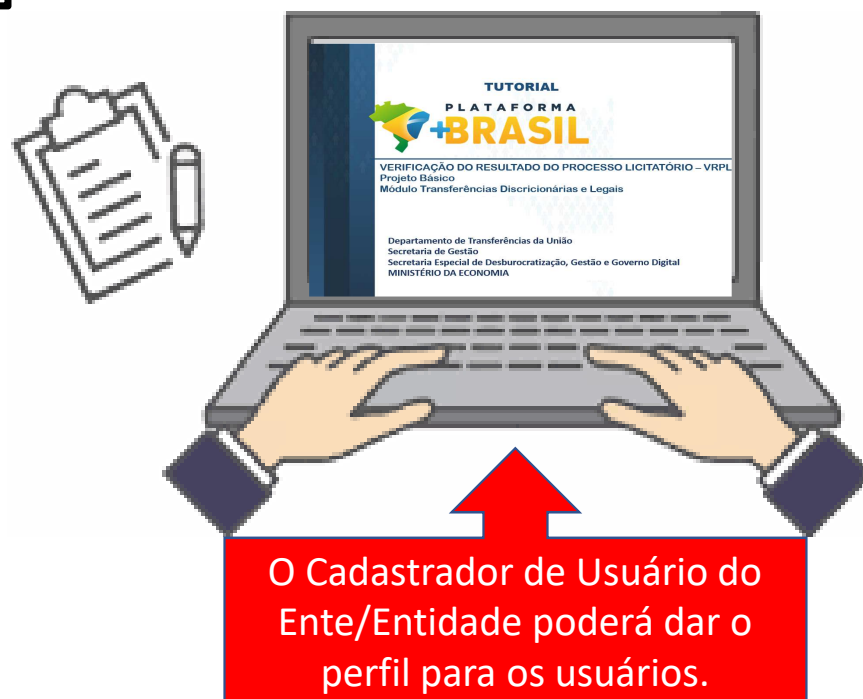 TUTORIAL
PLATAFORMA
+BRASIL
VERIFICAÇÃO DO RESULTADO DO PROCESSO LICITATÓRIO – VRPL
Projeto Básico
Módulo Transferências Discricionárias e Legais
Departamento de Transferências da União
Secretaria de Gestão
Secretaria Especial de Desburocratização, Gestão e Governo Digital
MINISTÉRIO DA ECONOMIA
O Cadastrador de Usuário do
Ente/Entidade poderá dar o
perfil para os usuários.